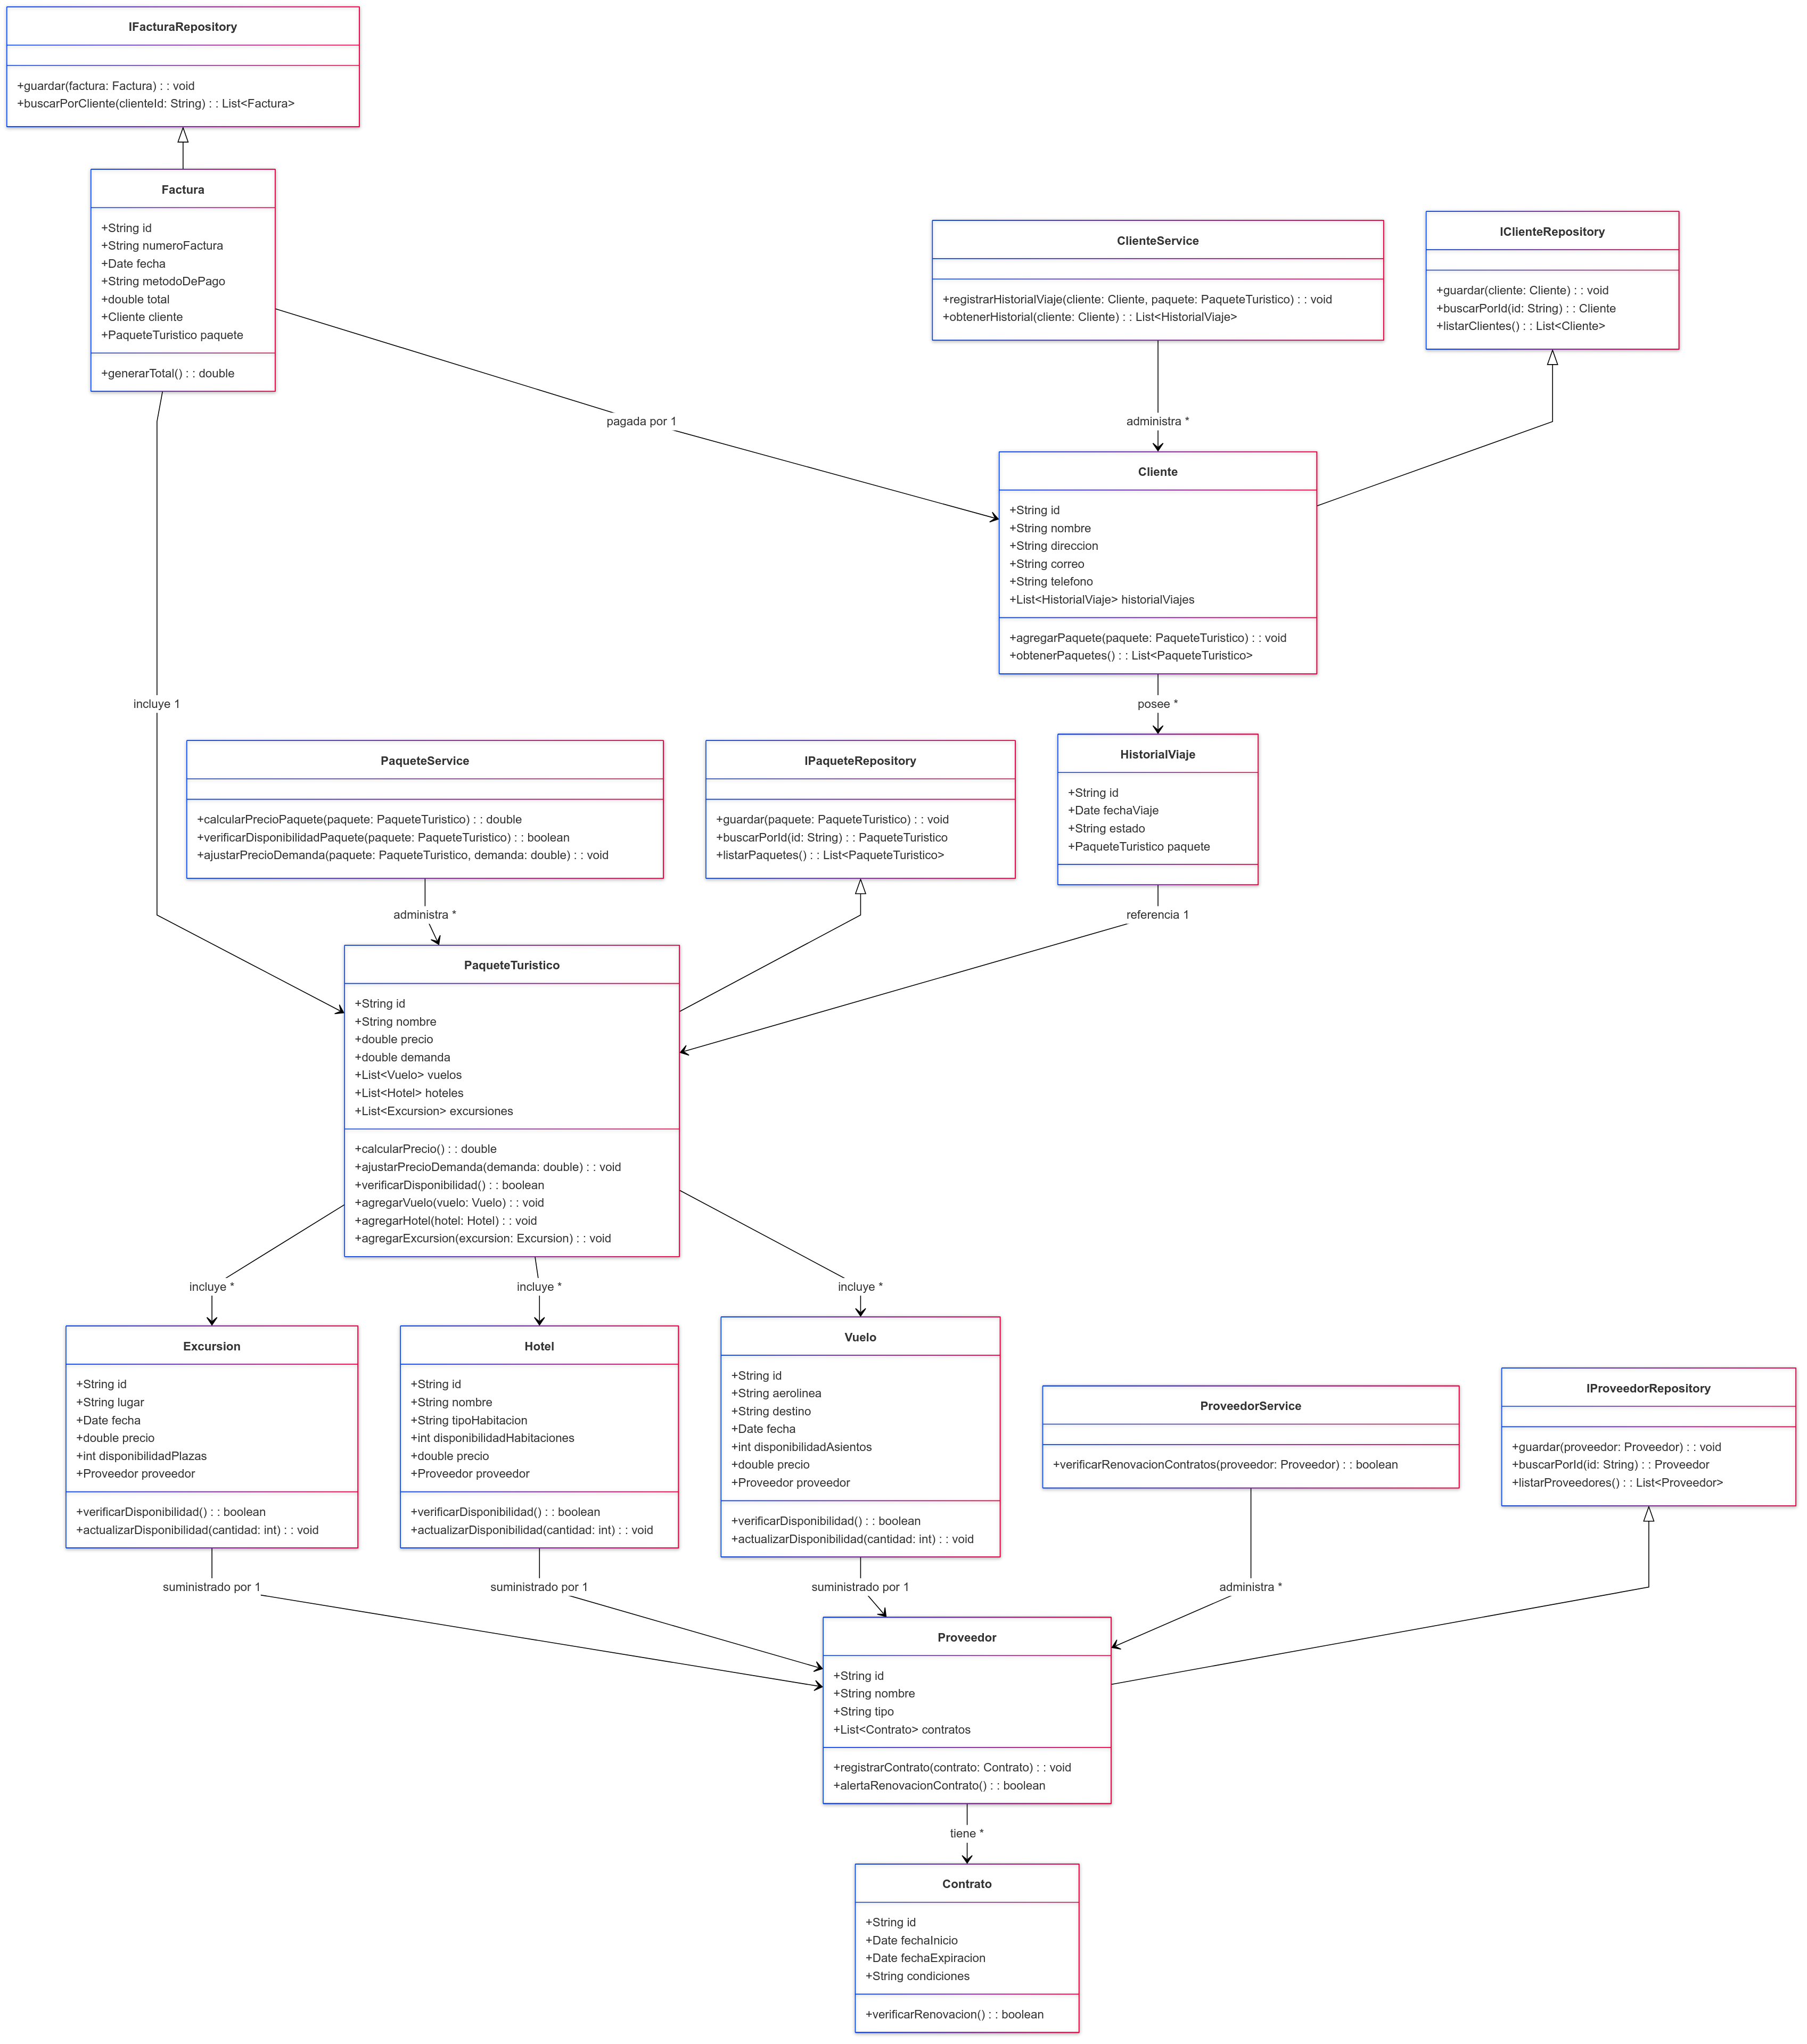 IFacturaRepository
+guardar(factura: Factura) : : void
+buscarPorCliente(clienteId: String) : : List<Factura>
Factura
+String id
+String numeroFactura
+Date fecha
+String metodoDePago
+double total
+Cliente cliente
+PaqueteTuristico paquete
+generarTotal() : : double
ClienteService
+registrarHistorialViaje(cliente: Cliente, paquete: PaqueteTuristico) : : void
+obtenerHistorial(cliente: Cliente) : : List<HistorialViaje>
IClienteRepository
+guardar(cliente: Cliente) : : void
+buscarPorId(id: String) : : Cliente
+listarClientes() : : List<Cliente>
pagada por 1
administra *
Cliente
+String id
+String nombre
+String direccion
+String correo
+String telefono
+List<HistorialViaje> historialViajes
+agregarPaquete(paquete: PaqueteTuristico) : : void
+obtenerPaquetes() : : List<PaqueteTuristico>
incluye 1
posee *
PaqueteService
+calcularPrecioPaquete(paquete: PaqueteTuristico) : : double
+verificarDisponibilidadPaquete(paquete: PaqueteTuristico) : : boolean
+ajustarPrecioDemanda(paquete: PaqueteTuristico, demanda: double) : : void
IPaqueteRepository
+guardar(paquete: PaqueteTuristico) : : void
+buscarPorId(id: String) : : PaqueteTuristico
+listarPaquetes() : : List<PaqueteTuristico>
HistorialViaje
+String id
+Date fechaViaje
+String estado
+PaqueteTuristico paquete
administra *
referencia 1
PaqueteTuristico
+String id
+String nombre
+double precio
+double demanda
+List<Vuelo> vuelos
+List<Hotel> hoteles
+List<Excursion> excursiones
+calcularPrecio() : : double
+ajustarPrecioDemanda(demanda: double) : : void
+verificarDisponibilidad() : : boolean
+agregarVuelo(vuelo: Vuelo) : : void
+agregarHotel(hotel: Hotel) : : void
+agregarExcursion(excursion: Excursion) : : void
incluye *
incluye *
incluye *
Excursion
+String id
+String lugar
+Date fecha
+double precio
+int disponibilidadPlazas
+Proveedor proveedor
+verificarDisponibilidad() : : boolean
+actualizarDisponibilidad(cantidad: int) : : void
Hotel
+String id
+String nombre
+String tipoHabitacion
+int disponibilidadHabitaciones
+double precio
+Proveedor proveedor
+verificarDisponibilidad() : : boolean
+actualizarDisponibilidad(cantidad: int) : : void
Vuelo
+String id
+String aerolinea
+String destino
+Date fecha
+int disponibilidadAsientos
+double precio
+Proveedor proveedor
+verificarDisponibilidad() : : boolean
+actualizarDisponibilidad(cantidad: int) : : void
ProveedorService
+verificarRenovacionContratos(proveedor: Proveedor) : : boolean
IProveedorRepository
+guardar(proveedor: Proveedor) : : void
+buscarPorId(id: String) : : Proveedor
+listarProveedores() : : List<Proveedor>
suministrado por 1
suministrado por 1
suministrado por 1
administra *
Proveedor
+String id
+String nombre
+String tipo
+List<Contrato> contratos
+registrarContrato(contrato: Contrato) : : void
+alertaRenovacionContrato() : : boolean
tiene *
Contrato
+String id
+Date fechaInicio
+Date fechaExpiracion
+String condiciones
+verificarRenovacion() : : boolean